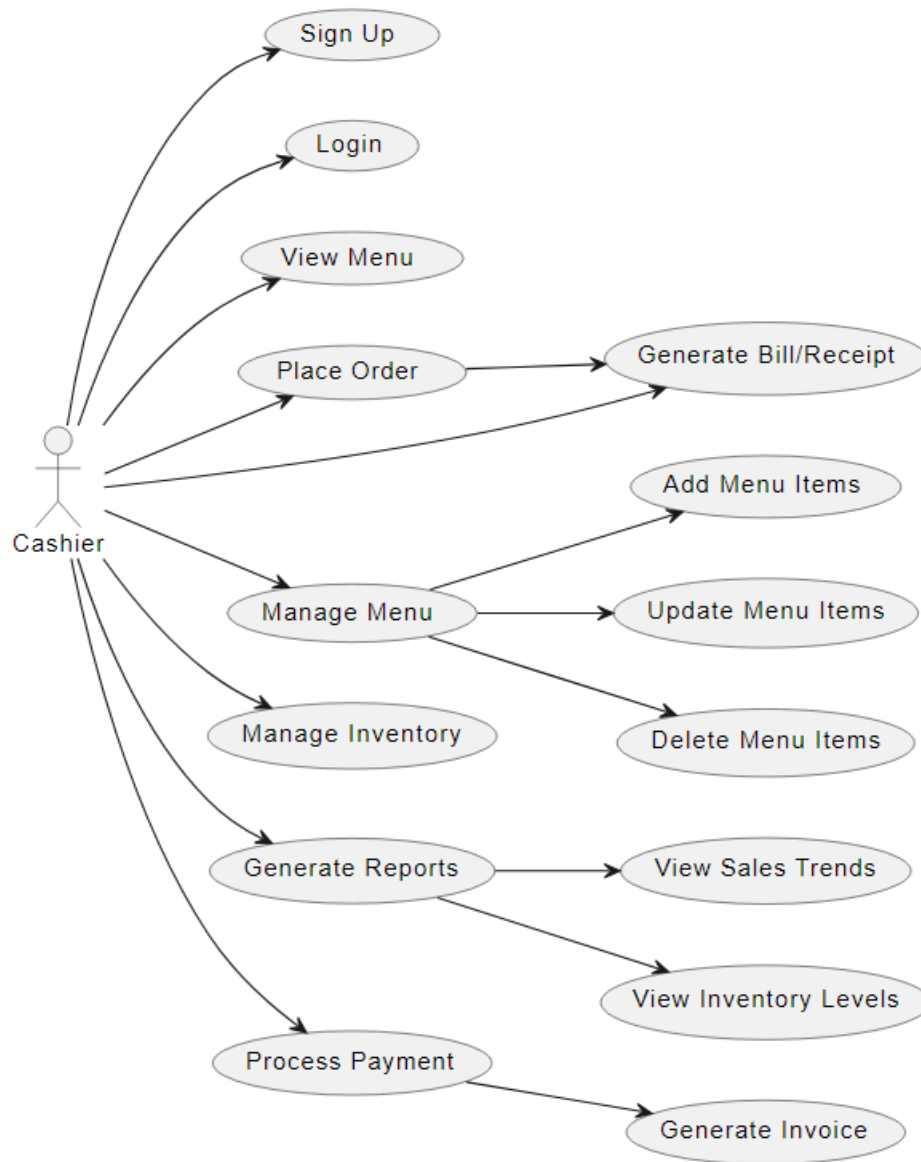 Sign Up
Login
View Menu
Place Order
Generate Bill/Receipt
Add Menu Items
Cashier
Manage Menu
Update Menu Items
Manage Inventory
Delete Menu Items
Generate Reports
View Sales Trends
View Inventory Levels
Process Payment
Generate Invoice